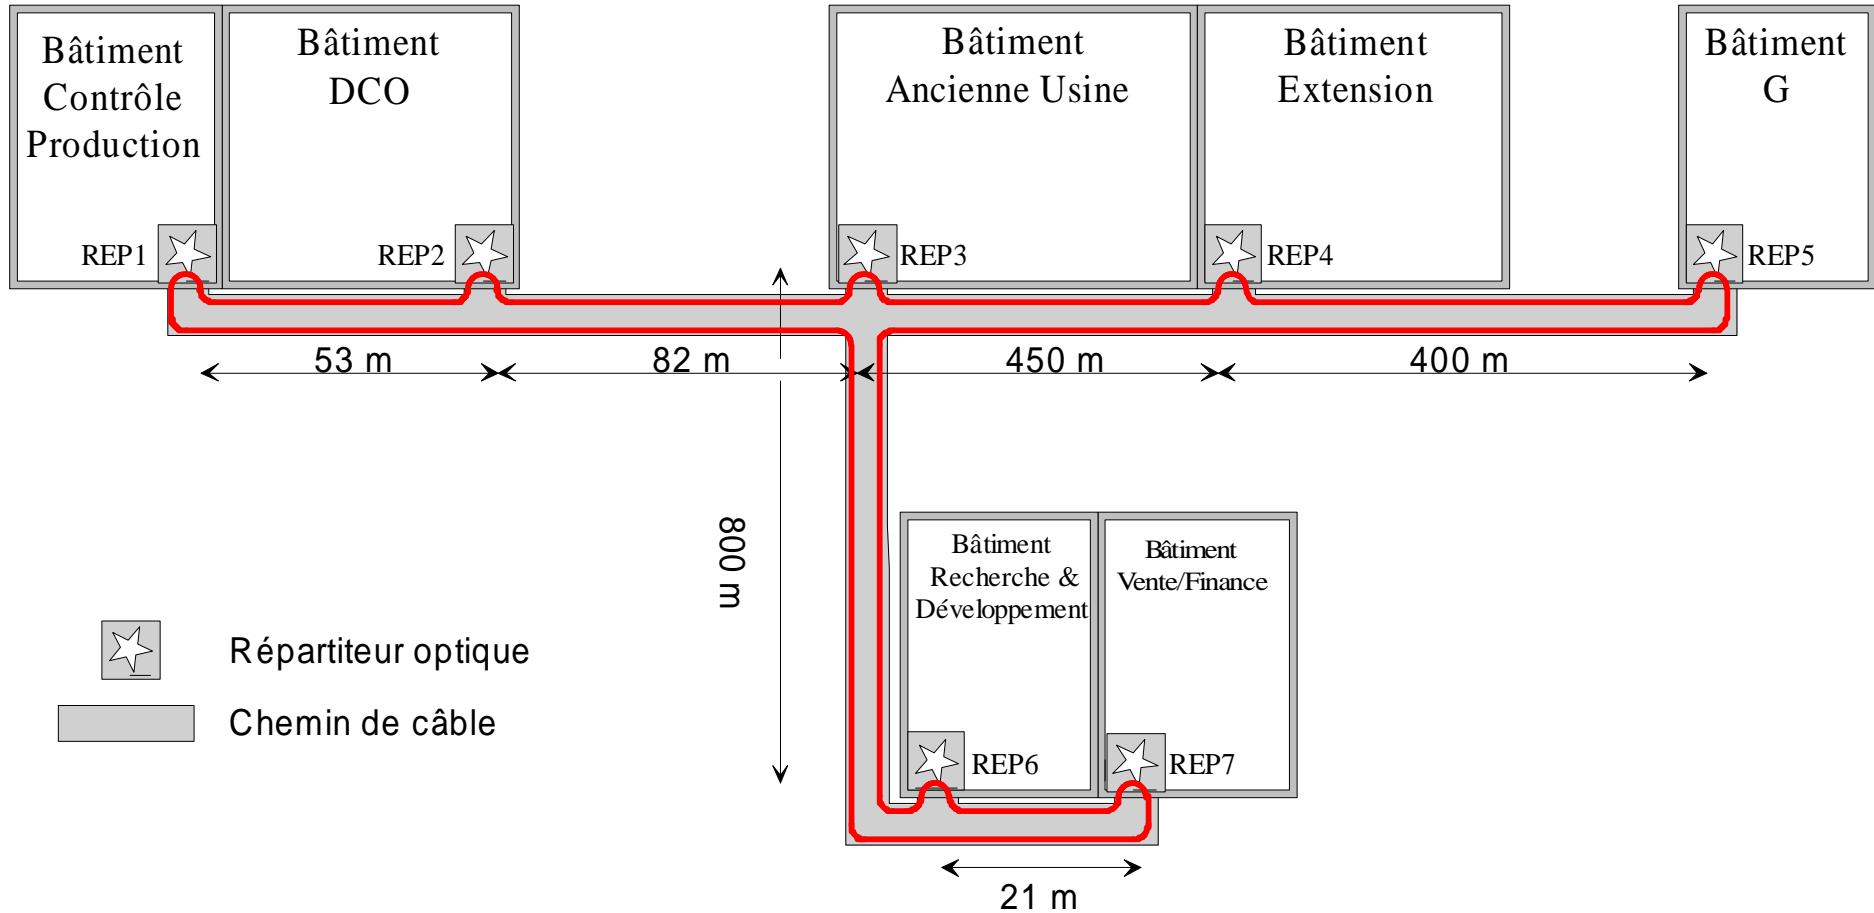 Bâtiment
Contrôle
Production
Bâtiment
DCO
Bâtiment
Ancienne Usine
Bâtiment
Extension
Bâtiment
G
REP1
REP2
REP3
REP4
REP5
53 m
82 m
450 m
400 m
800 m
Bâtiment
Recherche &
Développement
Bâtiment
Vente/Finance
REP6
REP7
21 m
Répartiteur optique
Chemin de câble